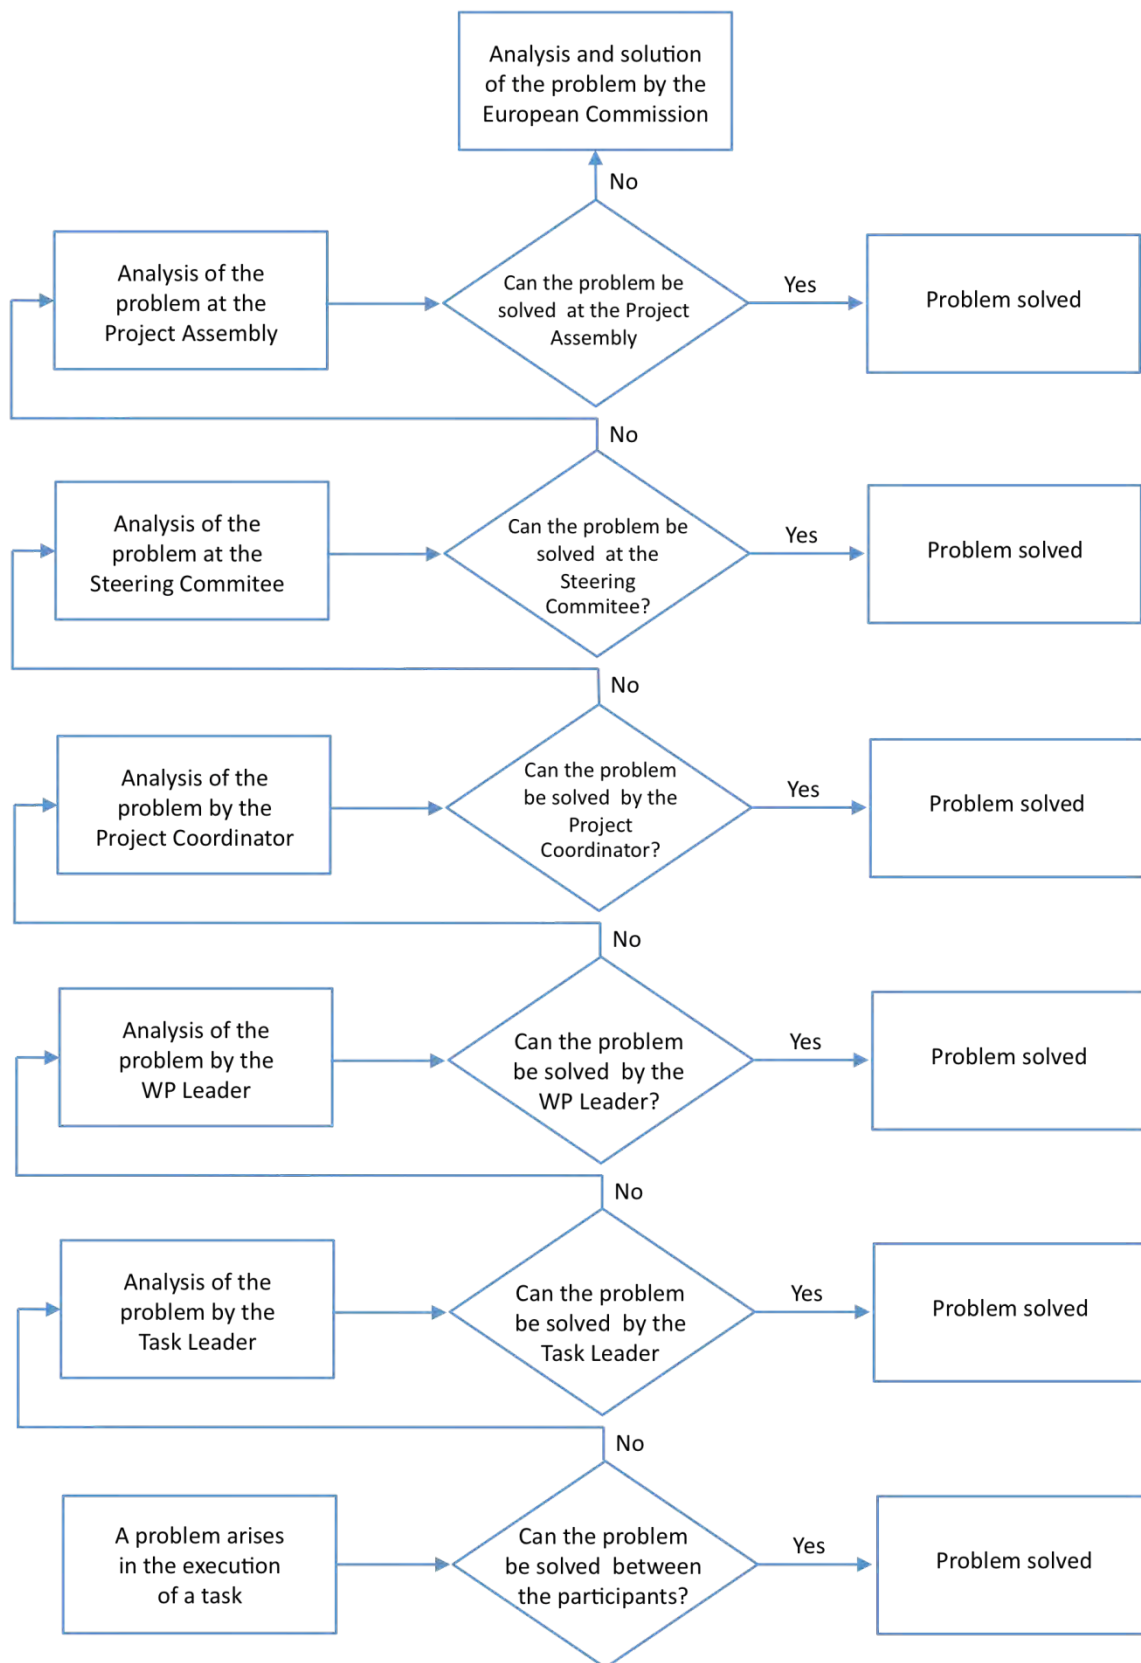 Analysis and solution
of the problem by the
European Commission
No
Analysis of the
problem at the
Project Assembly
Can the problem be
solved at the Project
Assembly
Yes
Problem solved
No
Analysis of the
problem at the
Steering Commitee
Can the problem be
solved at the
Steering
Commitee?
Yes
Problem solved
No
Analysis of the
problem by the
Project Coordinator
Can the problem
be solved by the
Project
Coordinator?
Yes
Problem solved
No
Analysis of the
problem by the
WP Leader
Can the problem
be solved by the
WP Leader?
Yes
Problem solved
No
Analysis of the
problem by the
Task Leader
Can the problem
be solved by the
Task Leader
Yes
Problem solved
No
A problem arises
in the execution
of a task
Can the problem
be solved between
the participants?
Yes
Problem solved